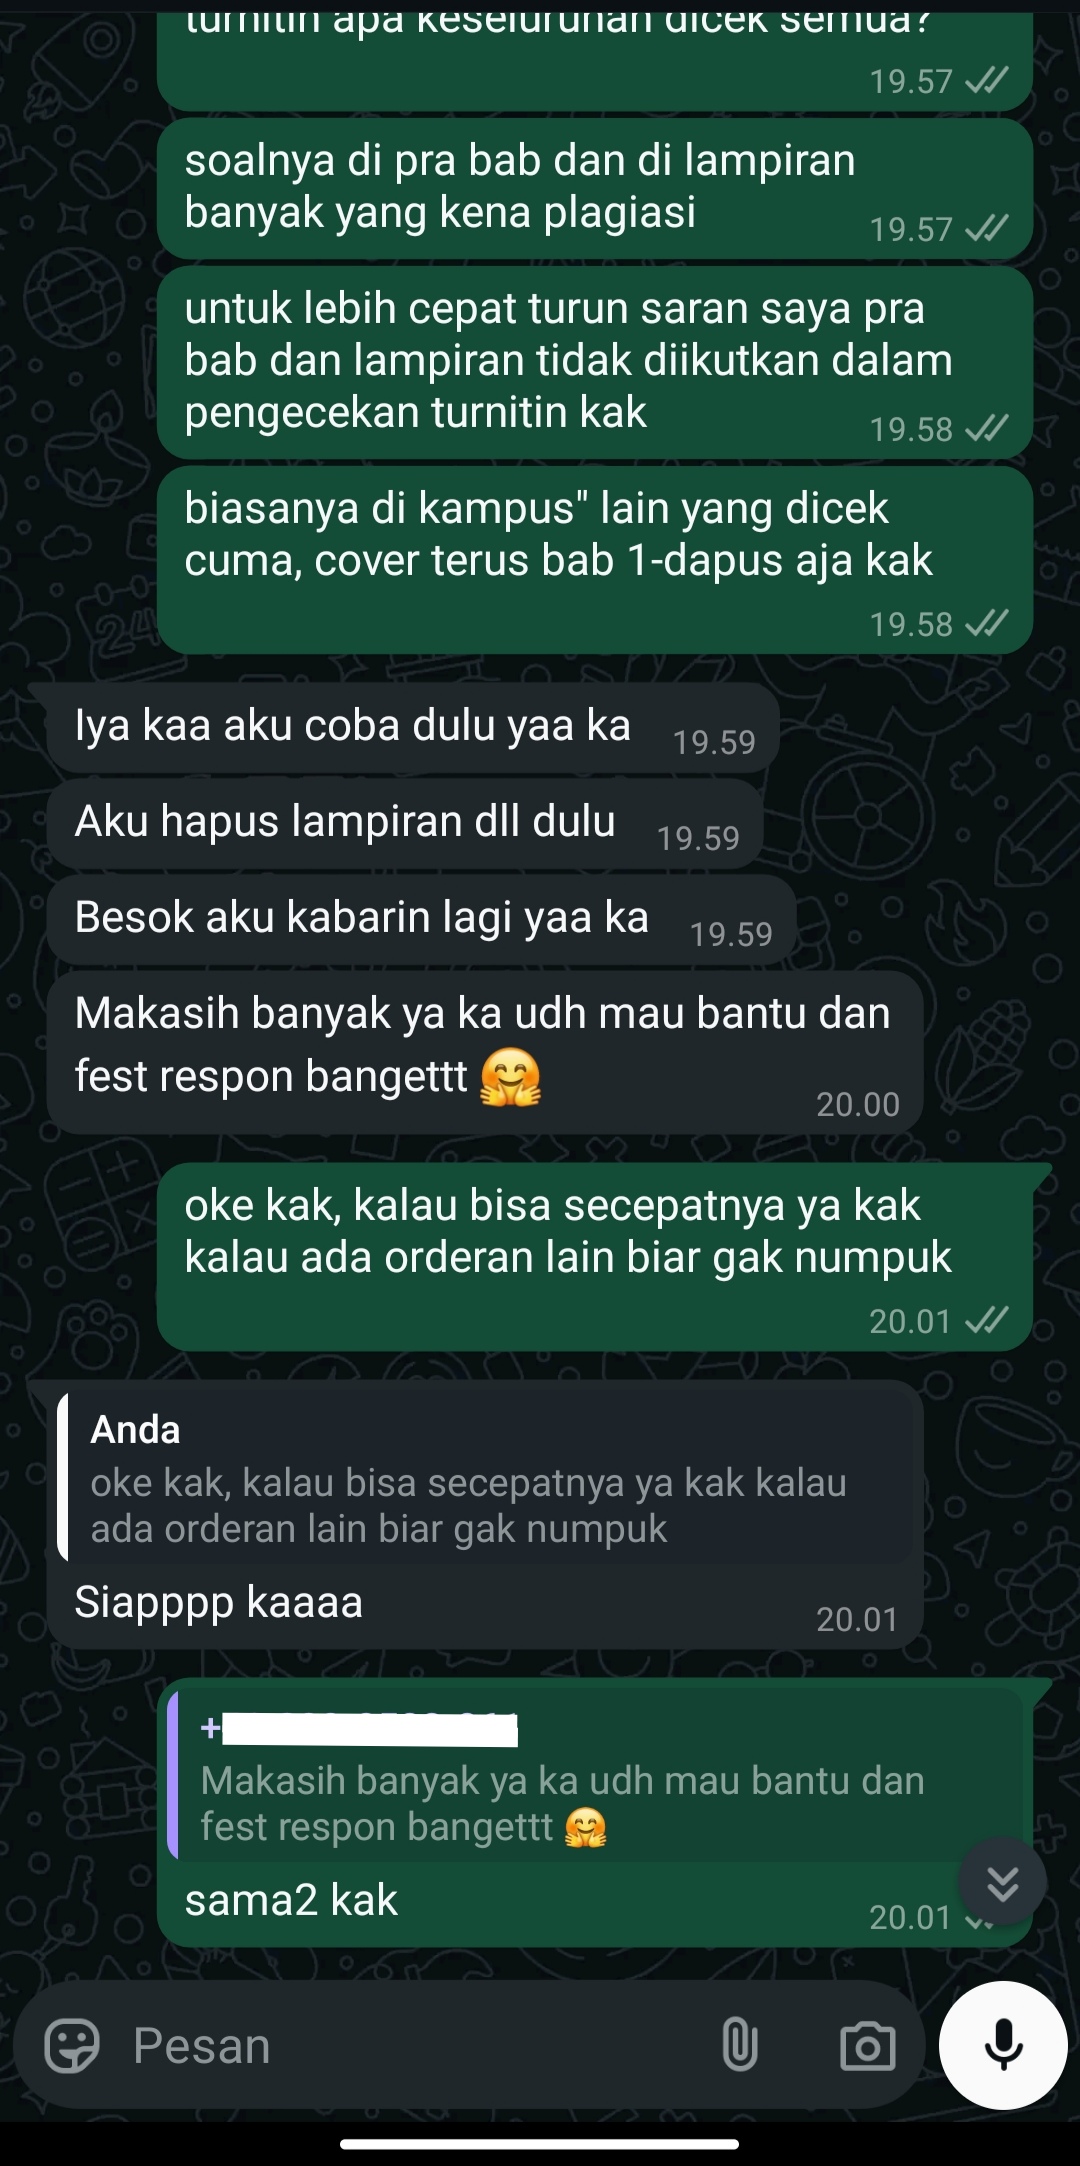 turnitin apa keseluruhan dicek semua?
19.57
soalnya di pra bab dan di lampiran
banyak yang kena plagiasi
19.57
untuk lebih cepat turun saran saya pra
bab dan lampiran tidak diikutkan dalam
pengecekan turnitin kak
19.58
biasanya di kampus" lain yang dicek
cuma, cover terus bab 1-dapus aja kak
19.58
Iya kaa aku coba dulu yaa ka
19.59
Aku hapus lampiran dll dulu
19.59
Besok aku kabarin lagi yaa ka
19.59
Makasih banyak ya ka udh mau bantu dan
fest respon bangettt 🤗
20.00
oke kak, kalau bisa secepatnya ya kak
kalau ada orderan lain biar gak numpuk
20.01
Anda
oke kak, kalau bisa secepatnya ya kak kalau
ada orderan lain biar gak numpuk
Siapppp kaaaa
20.01
+
Makasih banyak ya ka udh mau bantu dan
fest respon bangettt 🤗
sama2 kak
20.01
Pesan